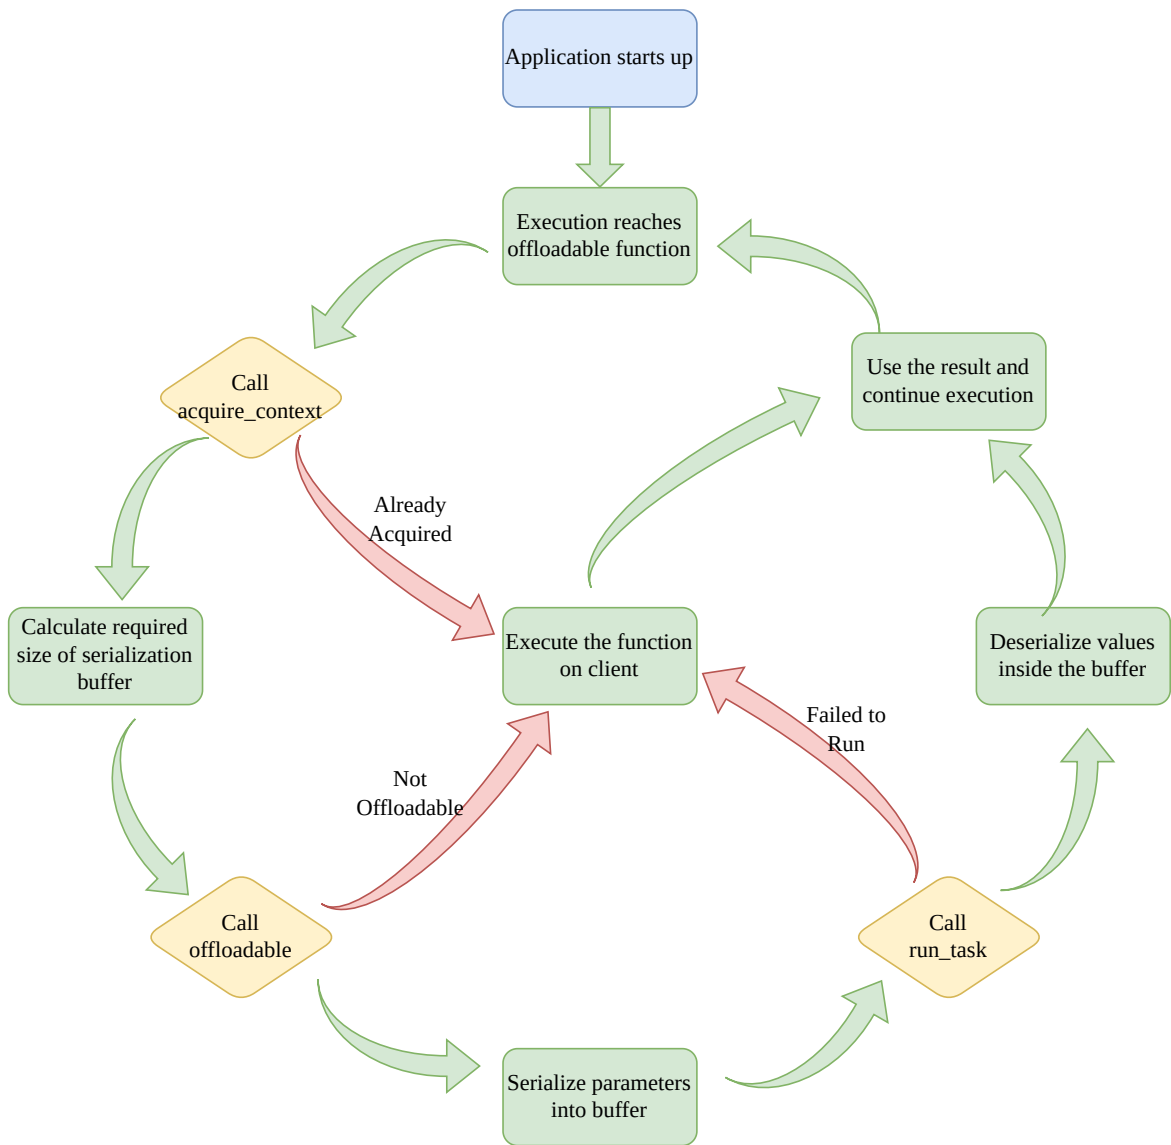 Application starts up
Execution reaches
offloadable function
Use the result and
continue execution
Call
acquire_context
Already
Acquired
Calculate required
size of serialization
buffer
Execute the function
on client
Deserialize values
inside the buffer
Failed to
Run
Not
Offloadable
Call
offloadable
Call
run_task
Serialize parameters
into buffer